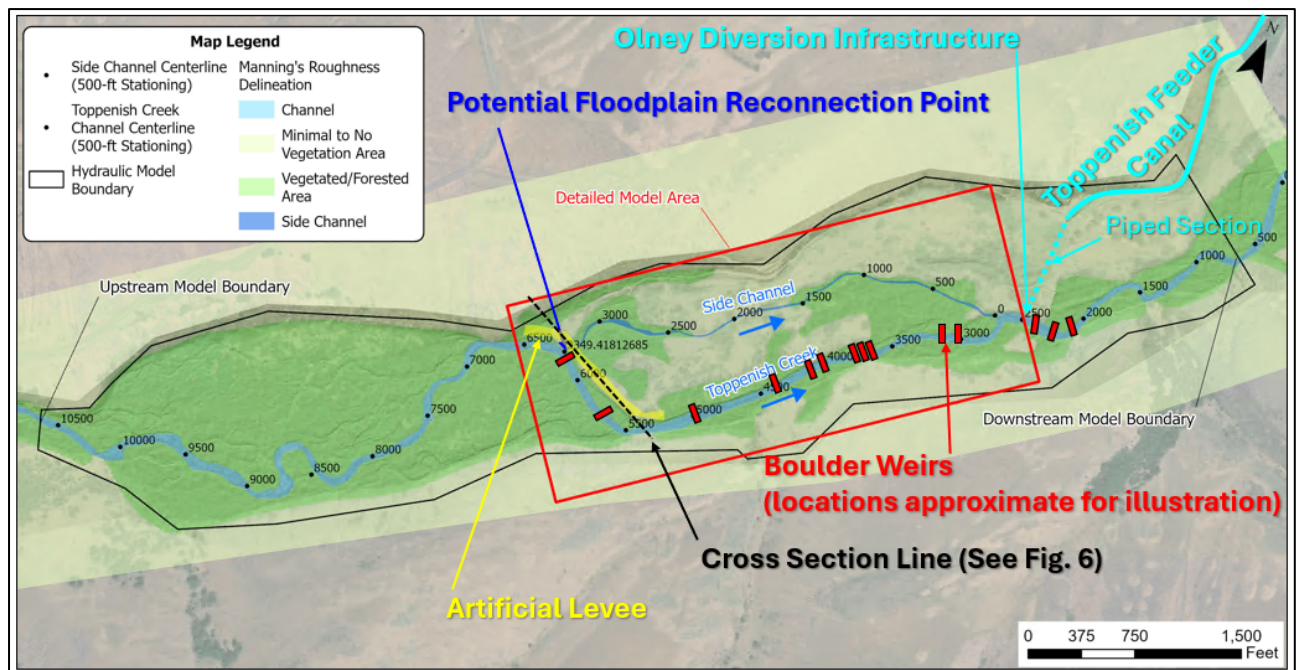 Map Legend
Side Channel Centerline
(500-ft Stationing)
Toppenish Creek
Channel Centerline
(500-ft Stationing)
Hydraulic Model
Boundary
Manning's Roughness
Delineation
Channel
Minimal to No
Vegetation Area
Vegetated/Forested
Area
Side Channel
Olney Diversion Infrastructure
N
Potential Floodplain Reconnection Point
Toppenish Feeder
Canal
Detailed Model Area
Piped Section
Upstream Model Boundary
Side Channel
Toppenish Creek
3000
2500
2000
1500
1000
500
0
349.41812685
10500
10000
9500
9000
8500
8000
7500
7000
6500
5500
5000
4000
3500
3000
2500
2000
1500
1000
500
Downstream Model Boundary
Boulder Weirs
(locations approximate for illustration)
Cross Section Line (See Fig. 6)
Artificial Levee
0 375 750 1,500
Feet